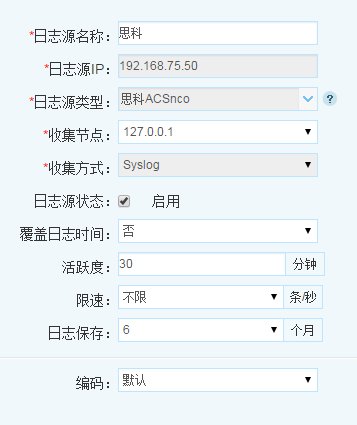 *日志源名称： 思科
*日志源IP： 192.168.75.50
*日志源类型： 思科ACSnco ?
*收集节点： 127.0.0.1
*收集方式： Syslog
日志源状态： 启用
覆盖日志时间： 否
活跃度： 30 分钟
限速： 不限 条/秒
日志保存： 6 个月
编码： 默认